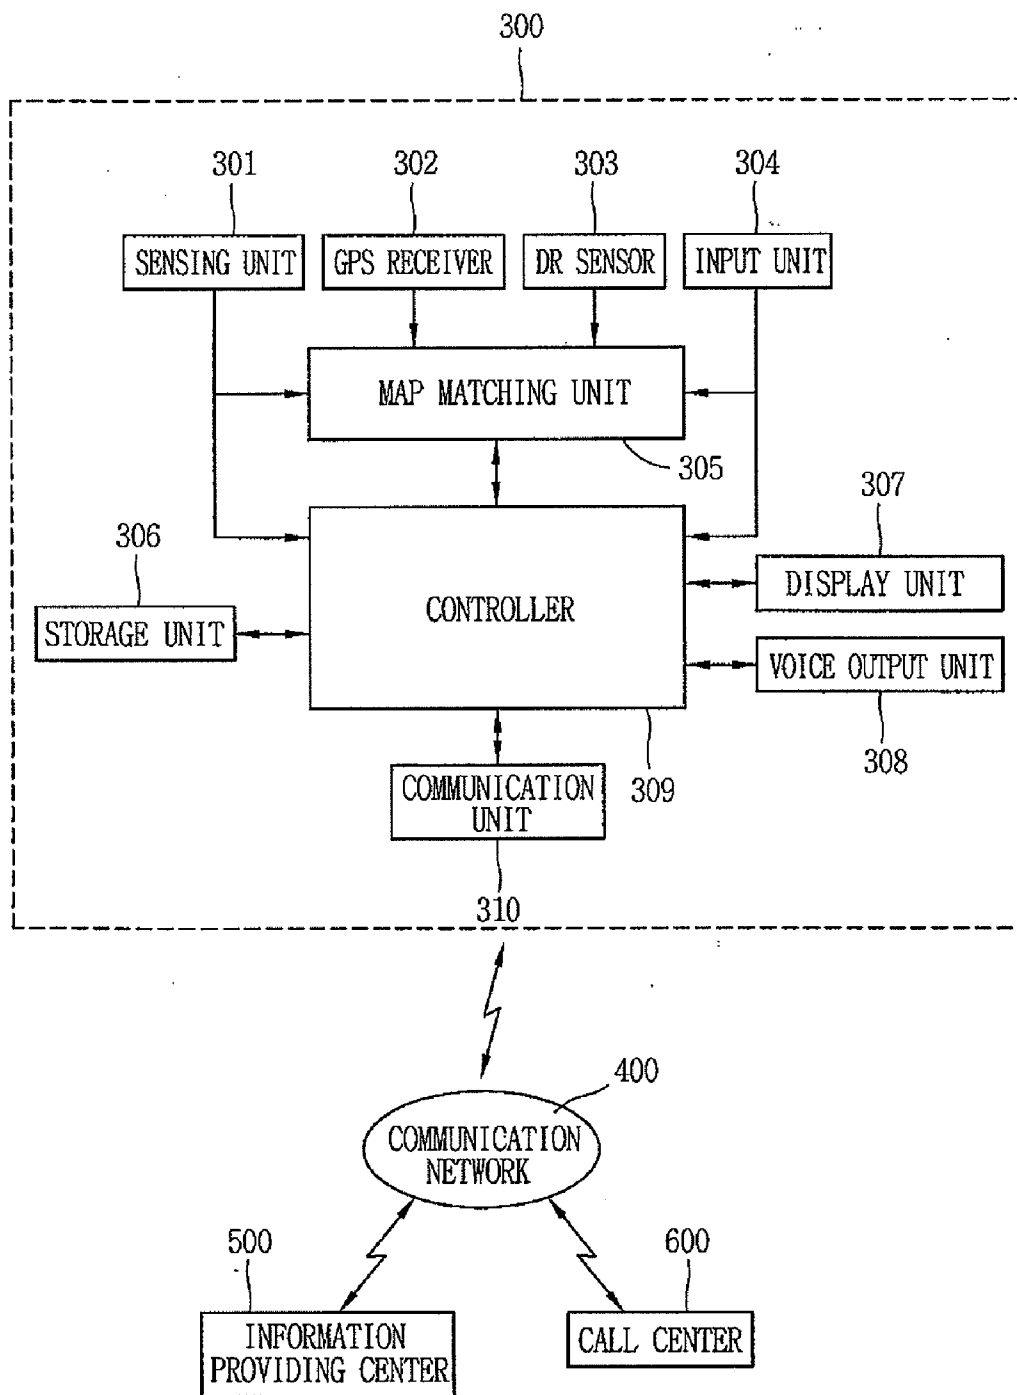 300
301
302
303
304
SENSING UNIT
GPS RECEIVER
DR SENSOR
INPUT UNIT
MAP MATCHING UNIT
305
306
307
STORAGE UNIT
CONTROLLER
DISPLAY UNIT
VOICE OUTPUT UNIT
308
309
COMMUNICATION
UNIT
310
400
COMMUNICATION
NETWORK
500
600
INFORMATION
PROVIDING CENTER
CALL CENTER